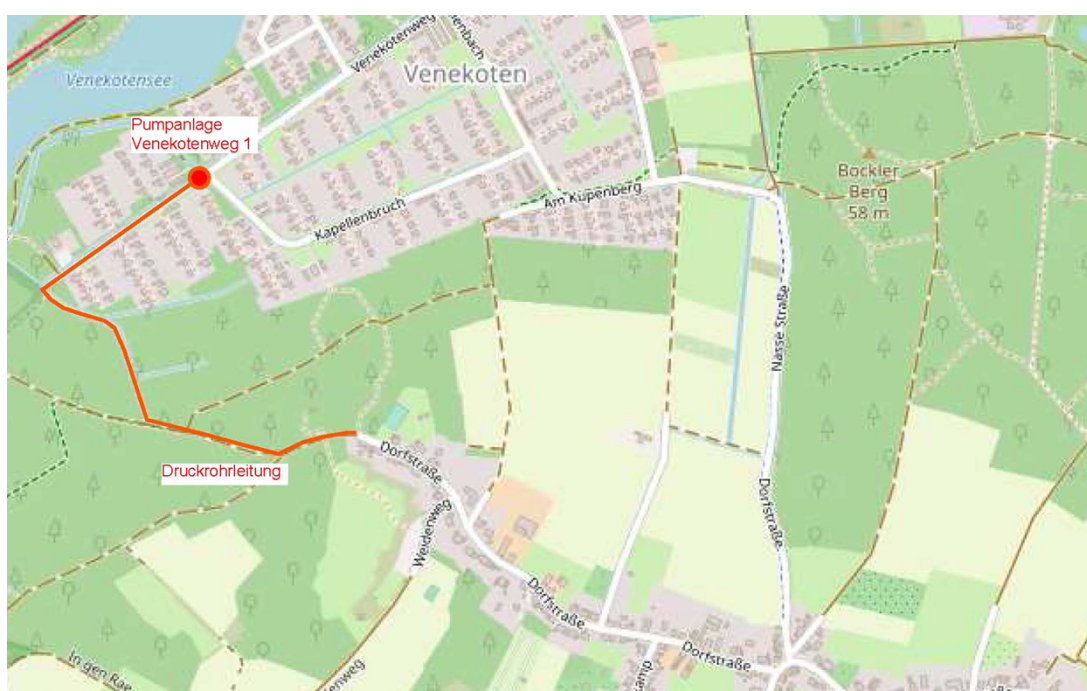 Venekotenweg
Venekotensee
Venekoten
Pumpanlage
Venekotenweg 1
Bockler
Berg
58 m
Am Kupenberg
Kapellenbruch
Nasse Straße
Dorfstraße
Druckrohrleitung
Dorfstraße
Weidenweg
Dorfstraße
Dorfstraße
In gen Rae